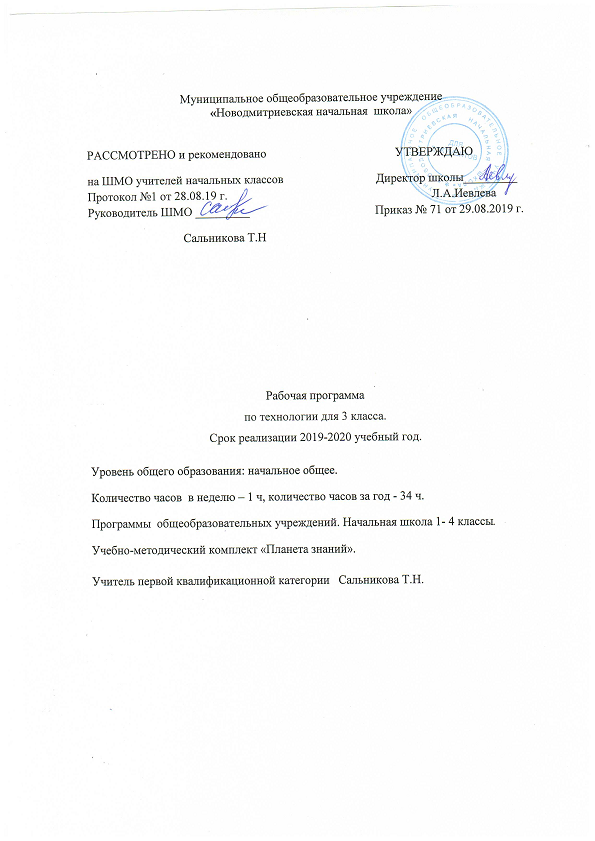 Муниципальное общеобразовательное учреждение
«Новодмитриевская начальная школа»
РАССМОТРЕНО и рекомендовано
на ШМО учителей начальных классов
Протокол №1 от 28.08.19 г.
Руководитель ШМО
Сальникова Т.Н
УТВЕРЖДАЮ
Директор школы
Л.А.Иевлева
Приказ № 71 от 29.08.2019 г.
Рабочая программа
по технологии для 3 класса.
Срок реализации 2019-2020 учебный год.
Уровень общего образования: начальное общее.
Количество часов в неделю – 1 ч, количество часов за год - 34 ч.
Программы общеобразовательных учреждений. Начальная школа 1- 4 классы.
Учебно-методический комплект «Планета знаний».
Учитель первой квалификационной категории Сальникова Т.Н.